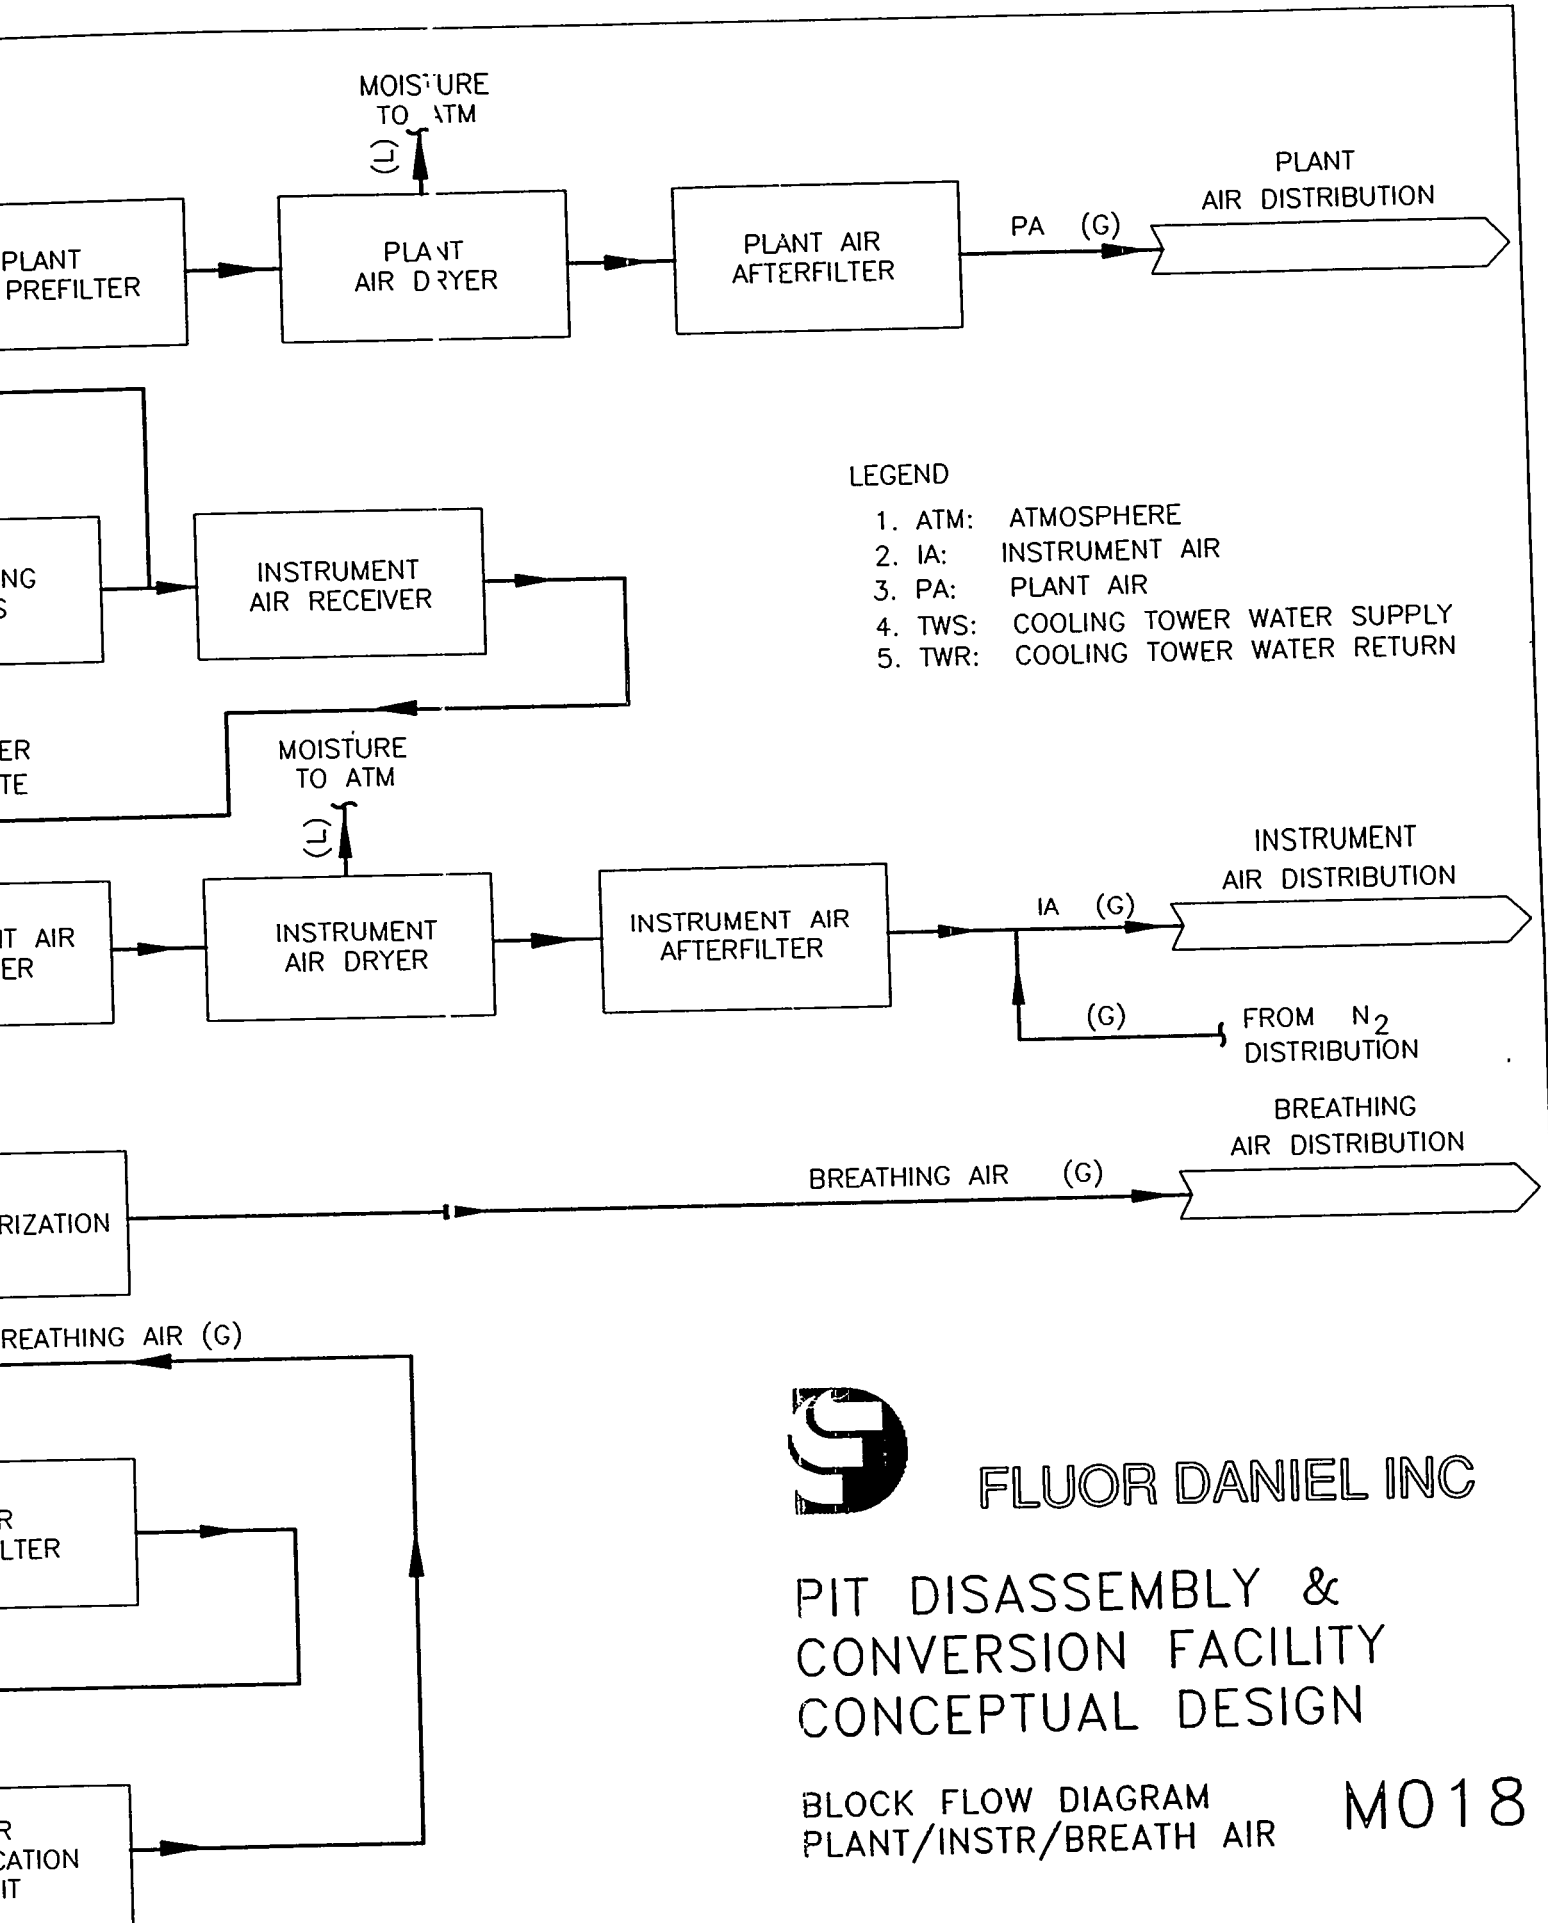 MOISTURE
TO ATM
(L)
PLANT
PREFILTER
PLANT
AIR DRYER
PLANT AIR
AFTERFILTER
PA (G)
PLANT
AIR DISTRIBUTION
LEGEND
1. ATM: ATMOSPHERE
2. IA: INSTRUMENT AIR
3. PA: PLANT AIR
4. TWS: COOLING TOWER WATER SUPPLY
5. TWR: COOLING TOWER WATER RETURN
NG
S
INSTRUMENT
AIR RECEIVER
ER
TE
MOISTURE
TO ATM
(L)
NT AIR
ER
INSTRUMENT
AIR DRYER
INSTRUMENT AIR
AFTERFILTER
IA (G)
INSTRUMENT
AIR DISTRIBUTION
(G)
FROM N2
DISTRIBUTION
RIZATION
BREATHING AIR (G)
BREATHING
AIR DISTRIBUTION
REATHING AIR (G)
R
LTER
R
CATION
IT
FLUOR DANIEL INC
PIT DISASSEMBLY &
CONVERSION FACILITY
CONCEPTUAL DESIGN
BLOCK FLOW DIAGRAM
PLANT/INSTR/BREATH AIR
M018